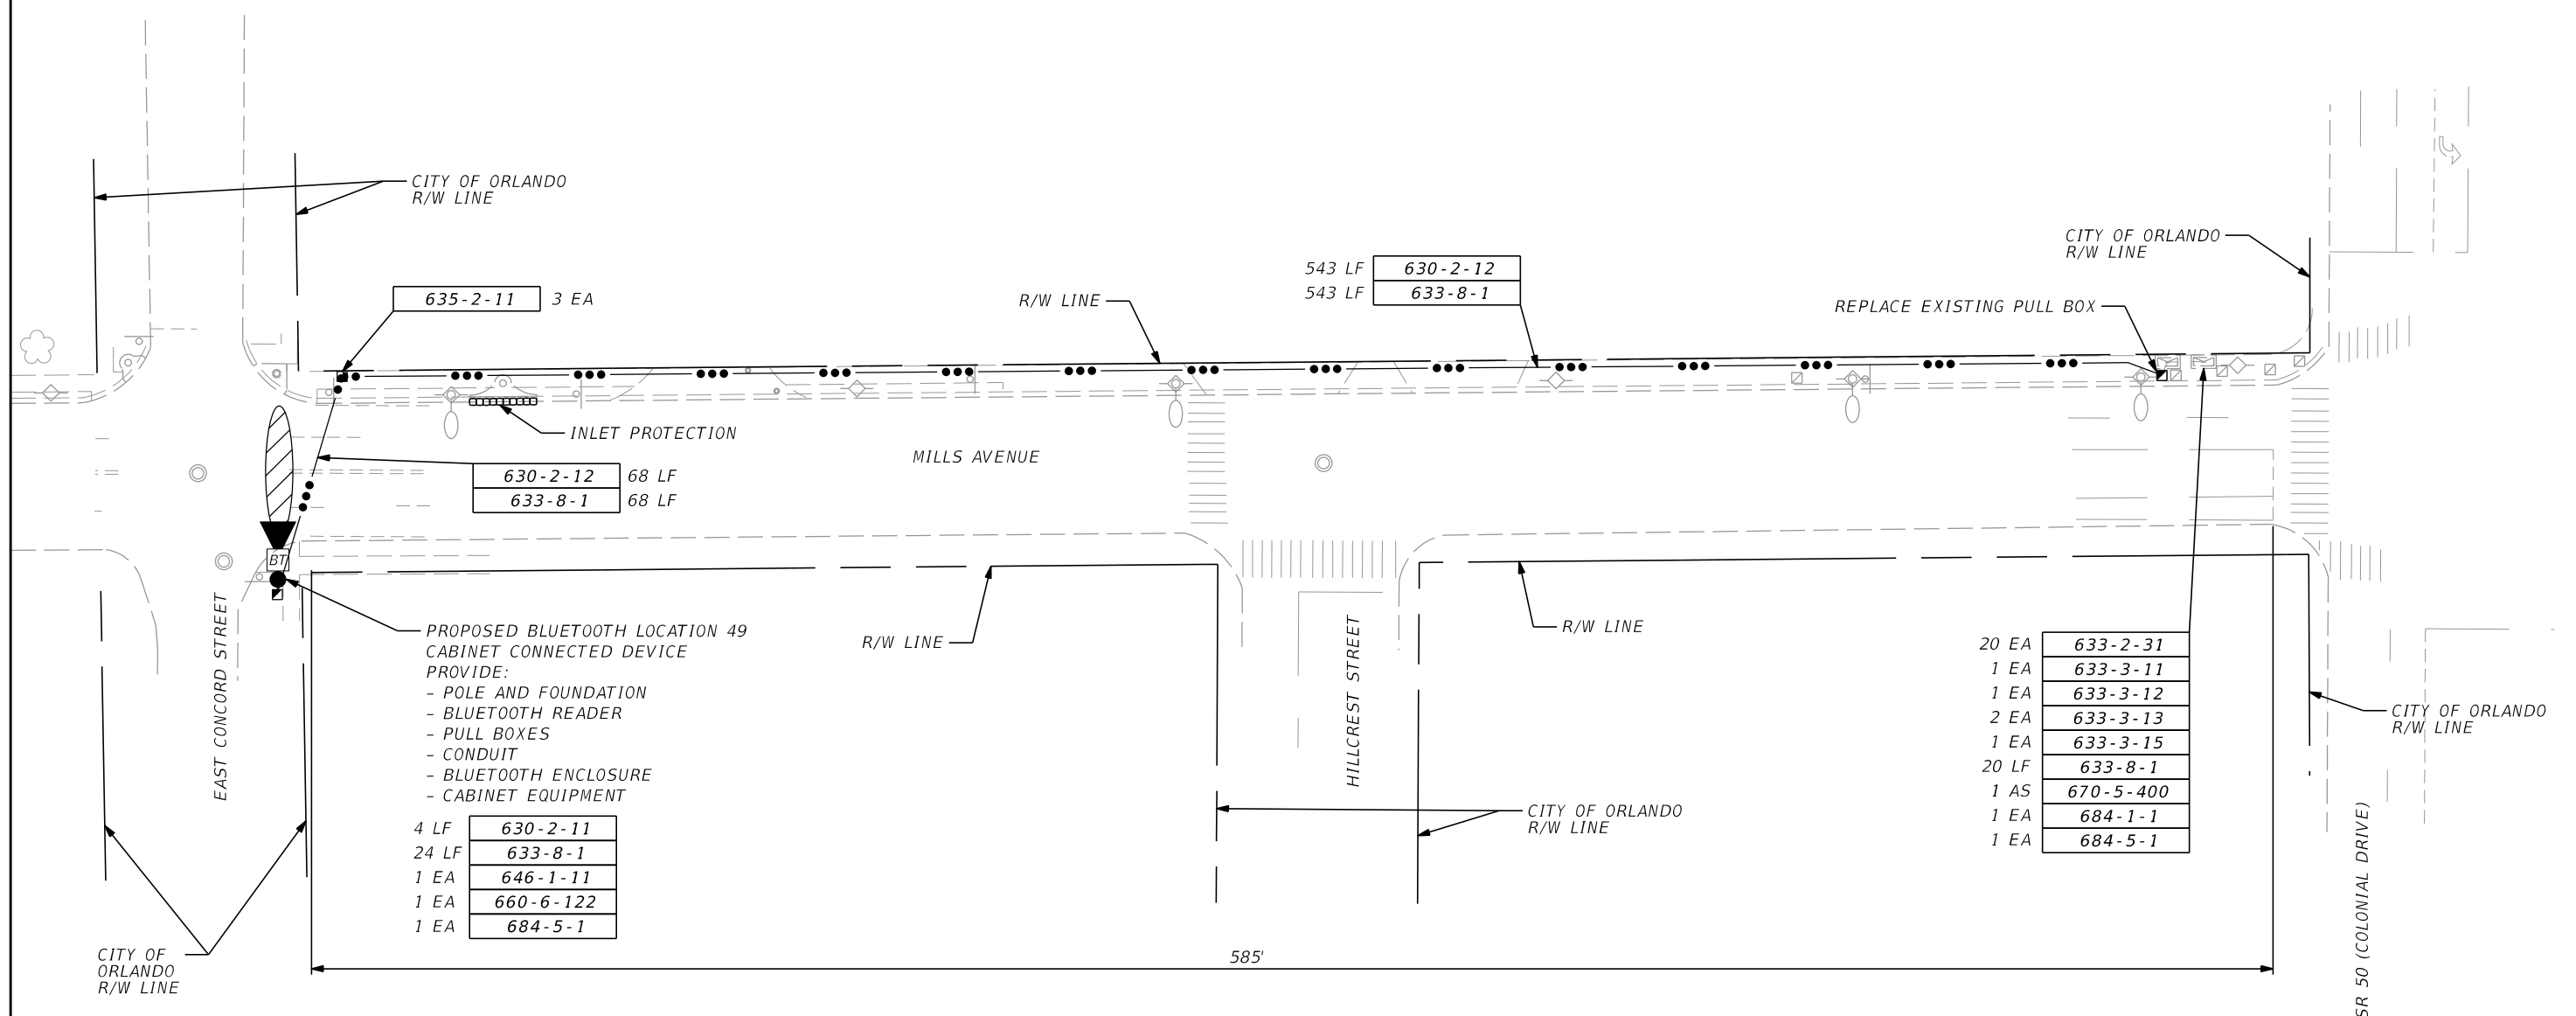 CITY OF ORLANDO
R/W LINE
CITY OF ORLANDO
R/W LINE
635-2-11 3 EA
R/W LINE
543 LF 630-2-12
543 LF 633-8-1
REPLACE EXISTING PULL BOX
INLET PROTECTION
MILLS AVENUE
630-2-12 68 LF
633-8-1 68 LF
BT
EAST CONCORD STREET
PROPOSED BLUETOOTH LOCATION 49
CABINET CONNECTED DEVICE
PROVIDE:
- POLE AND FOUNDATION
- BLUETOOTH READER
- PULL BOXES
- CONDUIT
- BLUETOOTH ENCLOSURE
- CABINET EQUIPMENT
4 LF 630-2-11
24 LF 633-8-1
1 EA 646-1-11
1 EA 660-6-122
1 EA 684-5-1
R/W LINE
HILLCREST STREET
R/W LINE
CITY OF ORLANDO
R/W LINE
20 EA 633-2-31
1 EA 633-3-11
1 EA 633-3-12
2 EA 633-3-13
1 EA 633-3-15
20 LF 633-8-1
1 AS 670-5-400
1 EA 684-1-1
1 EA 684-5-1
CITY OF ORLANDO
R/W LINE
SR 50 (COLONIAL DRIVE)
CITY OF
ORLANDO
R/W LINE
585'